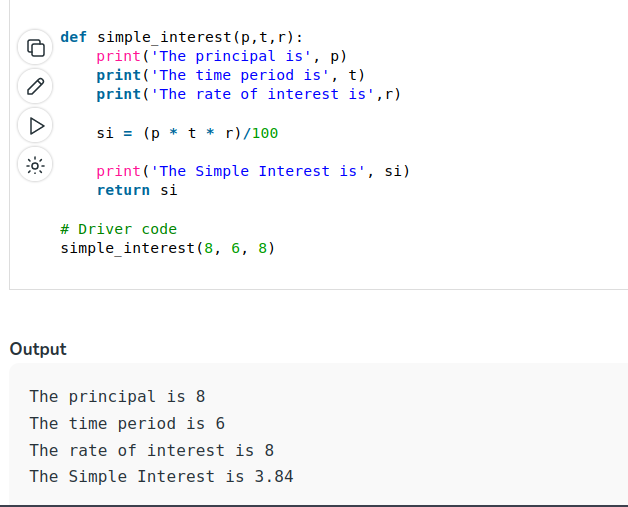 def simple_interest(p,t,r):
    print('The principal is', p)
    print('The time period is', t)
    print('The rate of interest is',r)

    si = (p * t * r)/100

    print('The Simple Interest is', si)
    return si

# Driver code
simple_interest(8, 6, 8)

Output
The principal is 8
The time period is 6
The rate of interest is 8
The Simple Interest is 3.84